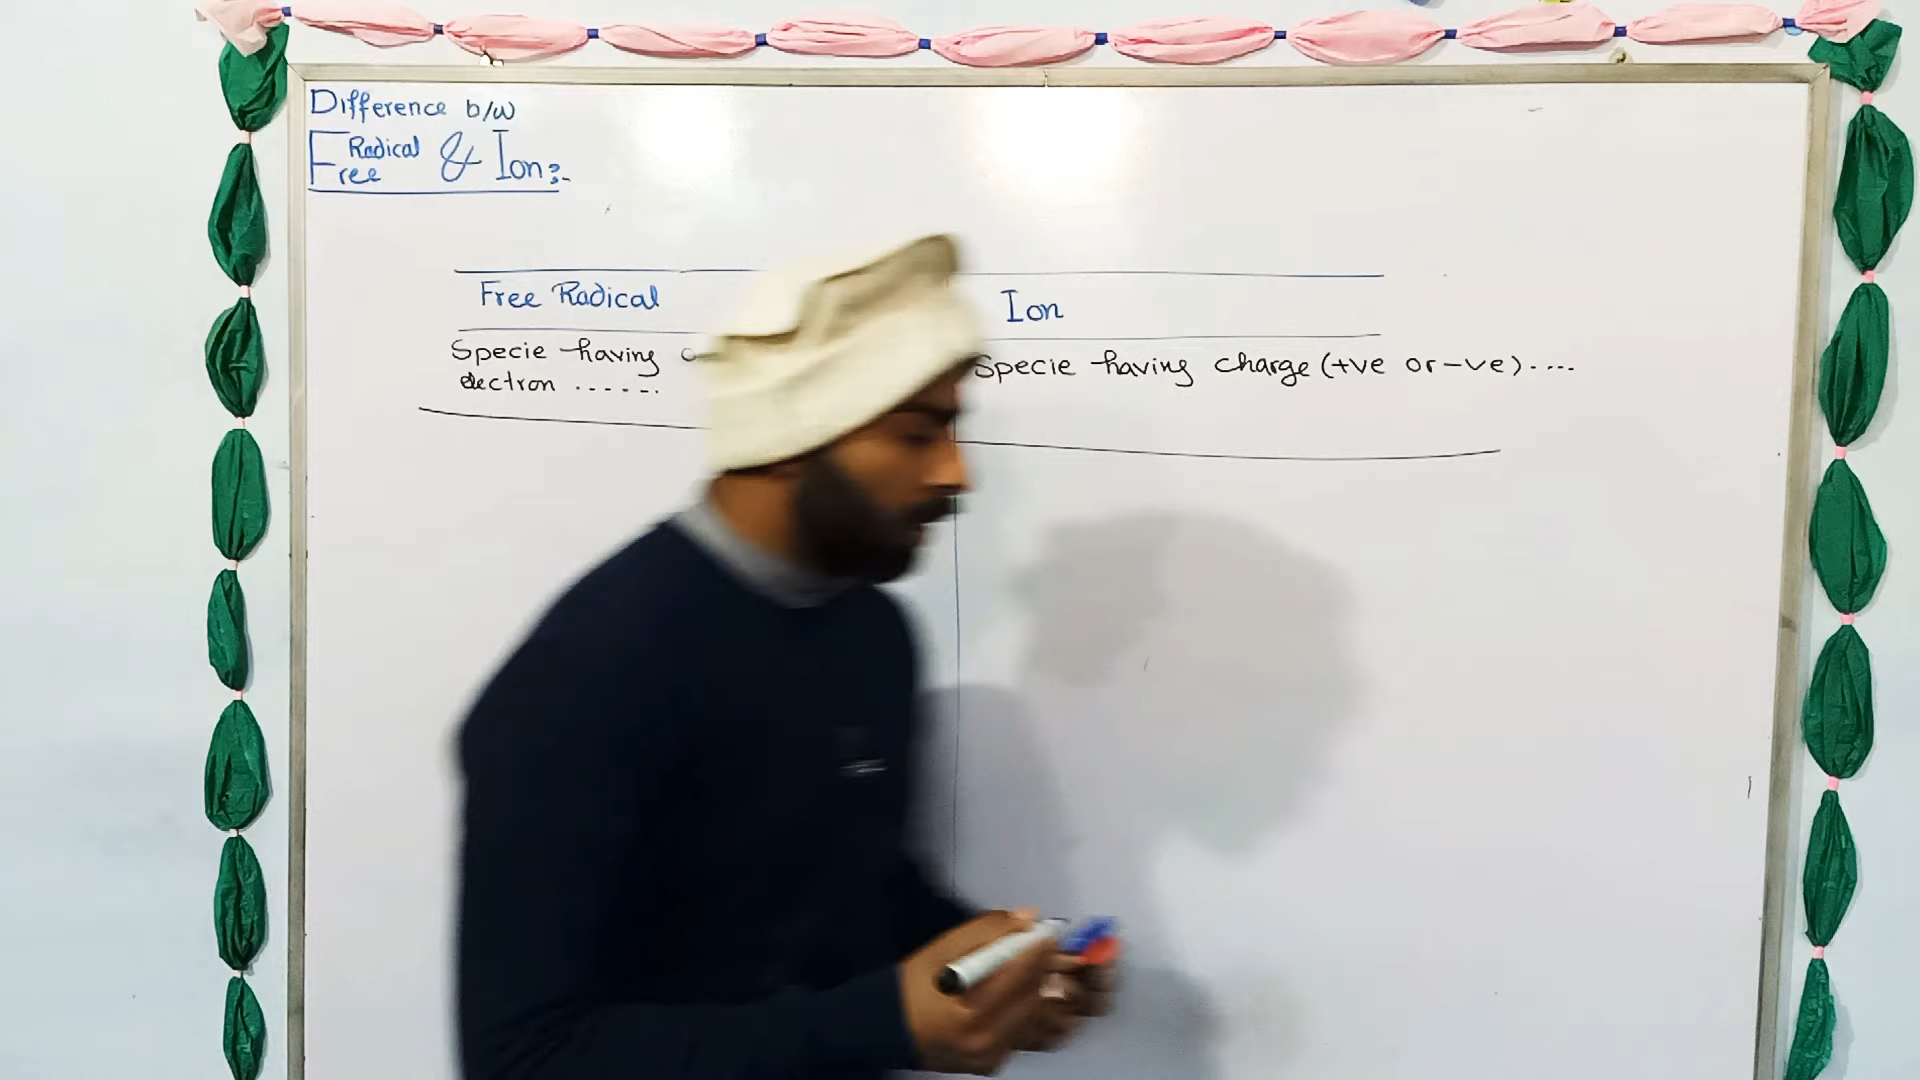 Difference b/w
Free Radical & Ion:-
Free Radical
Ion
Specie having
electron ......
Specie having charge (+ve or -ve)....